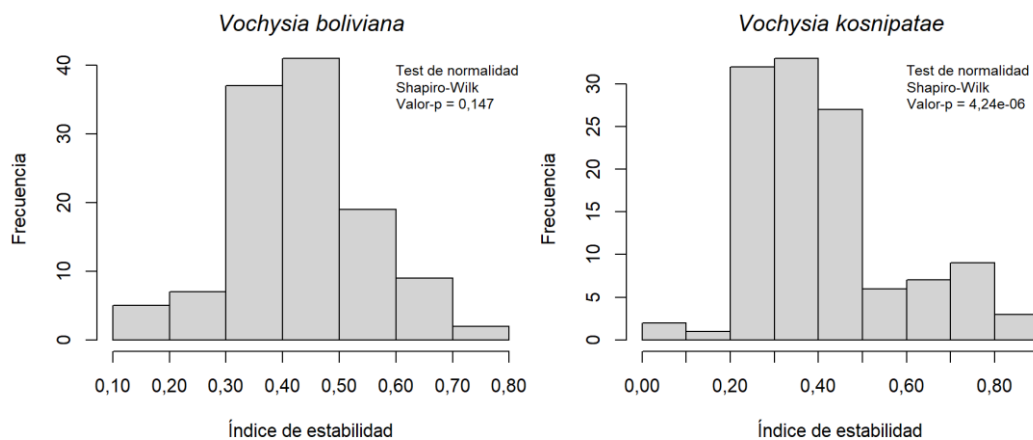 Vochysia boliviana
Test de normalidad
Shapiro-Wilk
Valor-p = 0,147
Frecuencia
40
30
20
10
0
0,10 0,20 0,30 0,40 0,50 0,60 0,70 0,80
Índice de estabilidad
Vochysia kosnipatae
Test de normalidad
Shapiro-Wilk
Valor-p = 4,24e-06
Frecuencia
30
25
20
15
10
5
0
0,00 0,20 0,40 0,60 0,80
Índice de estabilidad